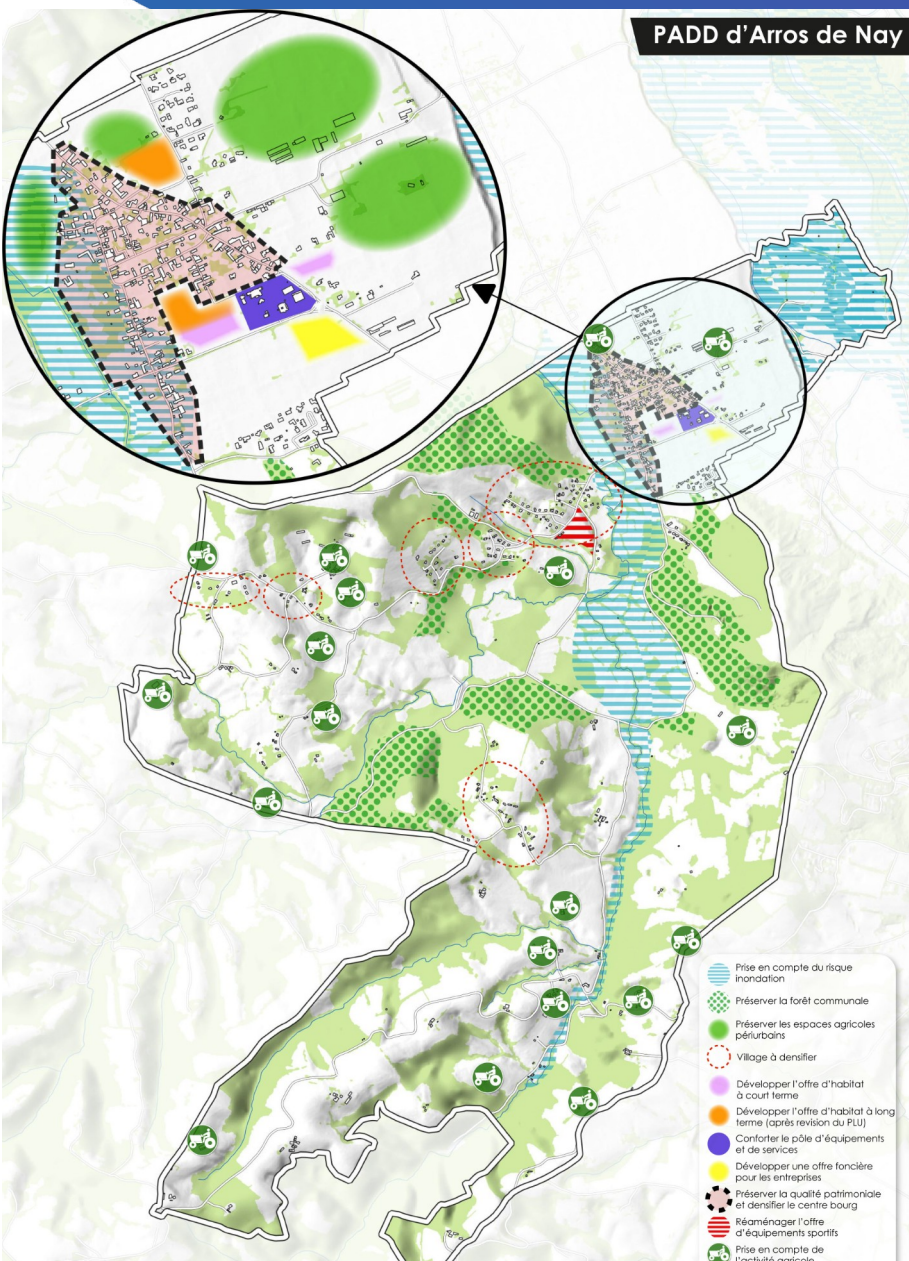 PADD d'Arros de Nay
Prise en compte du risque
inondation
Préserver la forêt communale
Préserver les espaces agricoles
périurbains
Village à densifier
Développer l'offre d'habitat
à court terme
Développer l'offre d'habitat à long
terme (après revision du PLU)
Conforter le pôle d'équipements
et de services
Développer une offre foncière
pour les entreprises
Préserver la qualité patrimoniale
et densifier le centre bourg
Réaménager l'offre
d'équipements sportifs
Prise en compte de
l'activité agricole